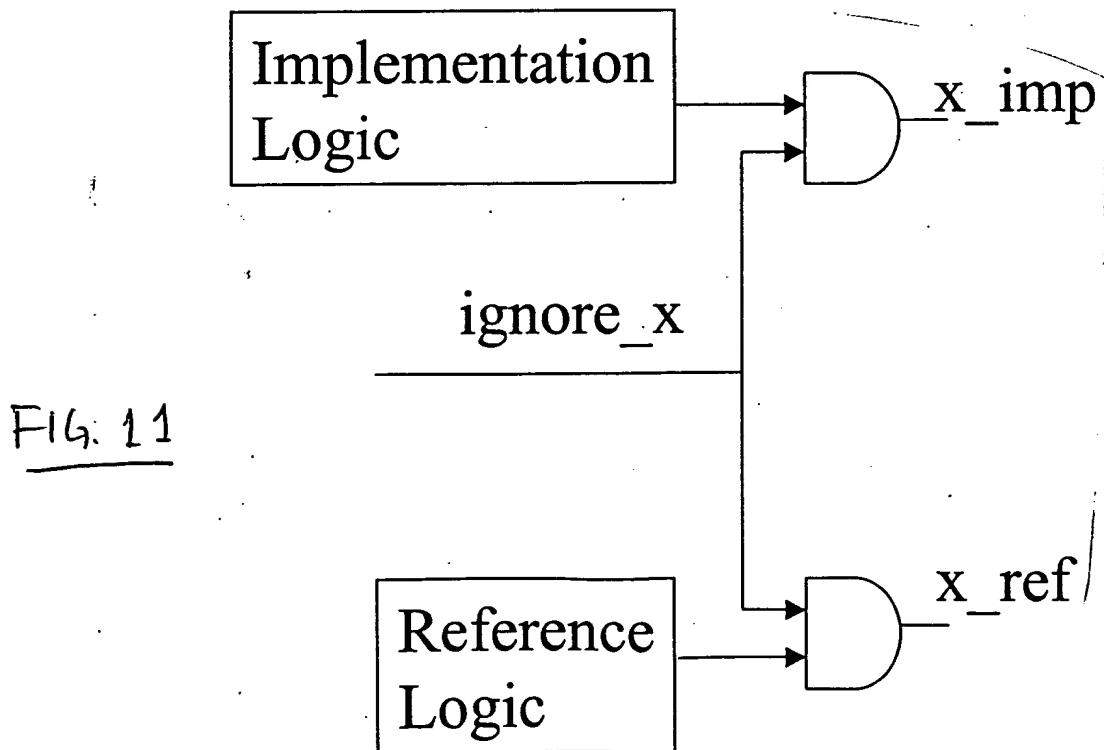 Implementation
Logic
x_imp
ignore_x
FIG. 11
x_ref
Reference
Logic